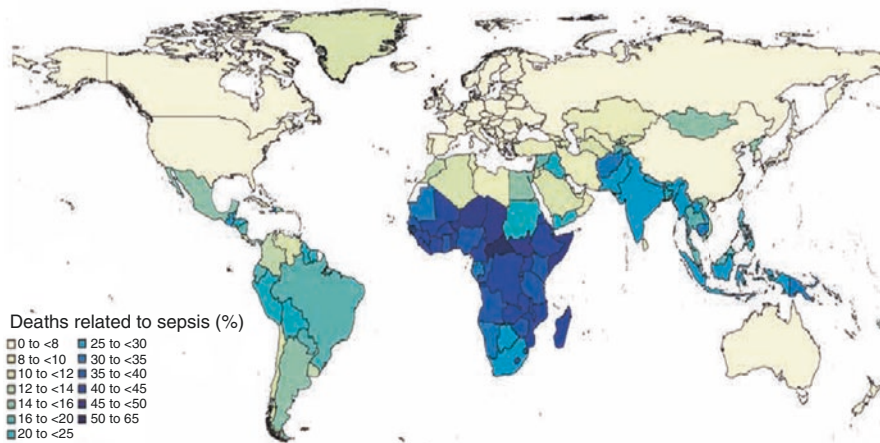 Deaths related to sepsis (%)
0 to <8
8 to <10
10 to <12
12 to <14
14 to <16
16 to <20
20 to <25
25 to <30
30 to <35
35 to <40
40 to <45
45 to <50
50 to 65